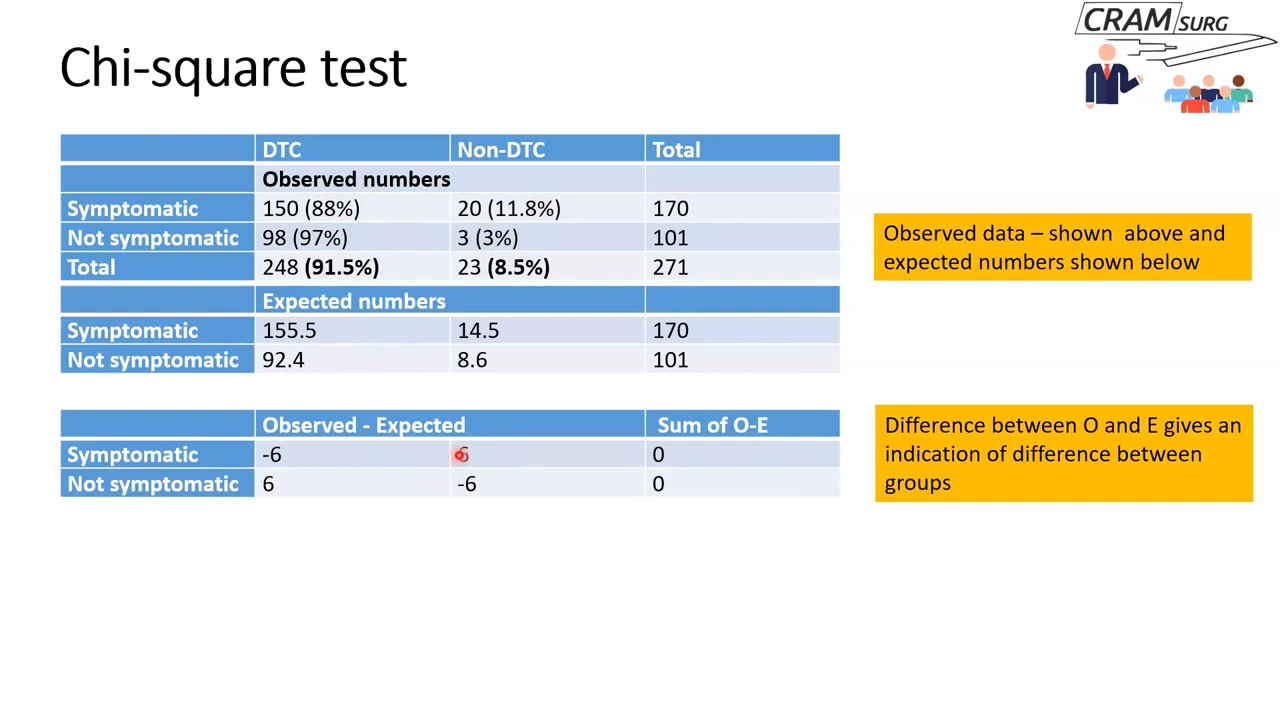 CRAM SURG
Chi-square test
DTC Non-DTC Total
Observed numbers
Symptomatic 150 (88%) 20 (11.8%) 170
Not symptomatic 98 (97%) 3 (3%) 101
Total 248 (91.5%) 23 (8.5%) 271
Expected numbers
Symptomatic 155.5 14.5 170
Not symptomatic 92.4 8.6 101
Observed data – shown above and
expected numbers shown below
Observed - Expected Sum of O-E
Symptomatic -6 6 0
Not symptomatic 6 -6 0
Difference between O and E gives an
indication of difference between
groups